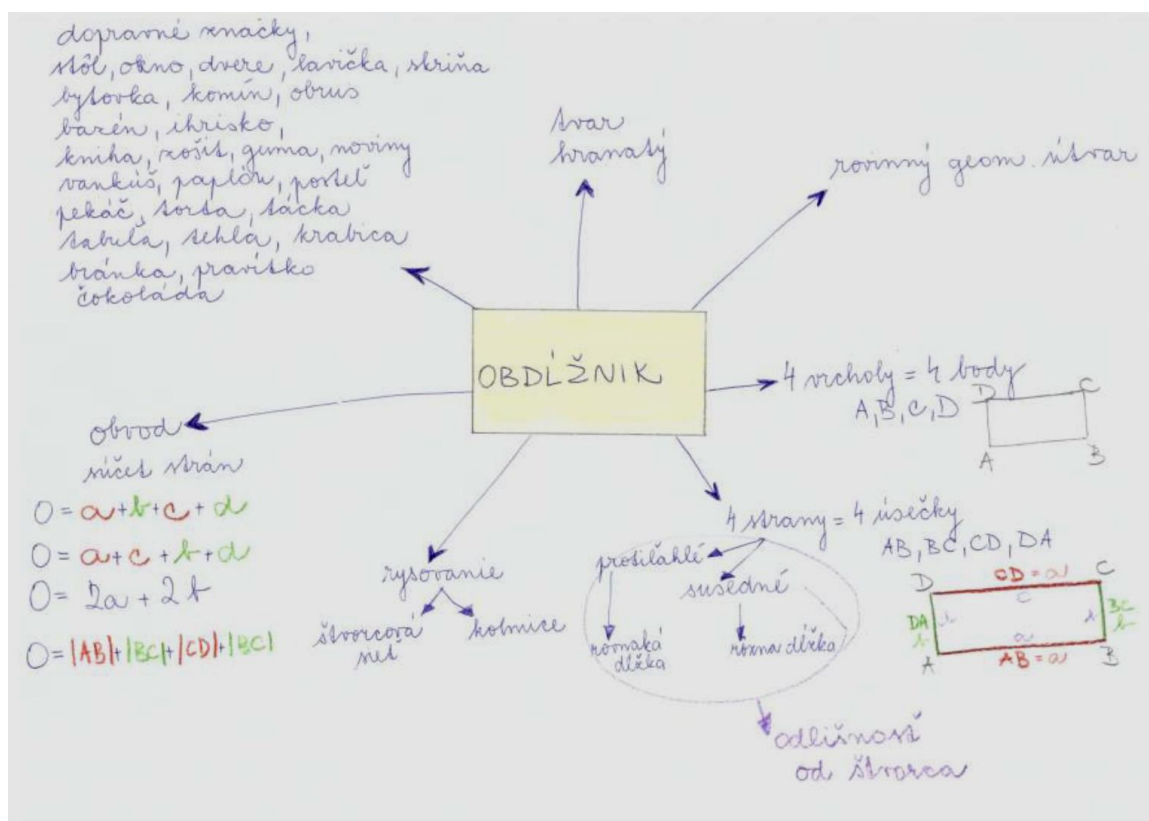 dopravné značky,
stôl, okno, dvere, lavička, skriňa
bytovka, komín, obrus
bazén, ihrisko,
kniha, zošit, guma, noviny
vankúš, paplón, posteľ
pekáč, torta, tácka
tabuľa, tehla, krabica
bránka, pravítko
čokoláda
tvar
hranatý
rovinný geom. útvar
OBDĹŽNIK
4 vrcholy = 4 body
A, B, C, D
D C
A B
obvod
súčet strán
O = a+b+c+d
O = a+c+b+d
O = 2a + 2b
O = |AB|+|BC|+|CD|+|BC|
rysovanie
štvorcová
sieť
kolmice
4 strany = 4 úsečky
AB, BC, CD, DA
protiľahlé
susedné
rovnaká
dĺžka
rôzna dĺžka
D CD = a C
c
DA b b BC
b b
a
A AB = a B
odlišnosť
od štvorca